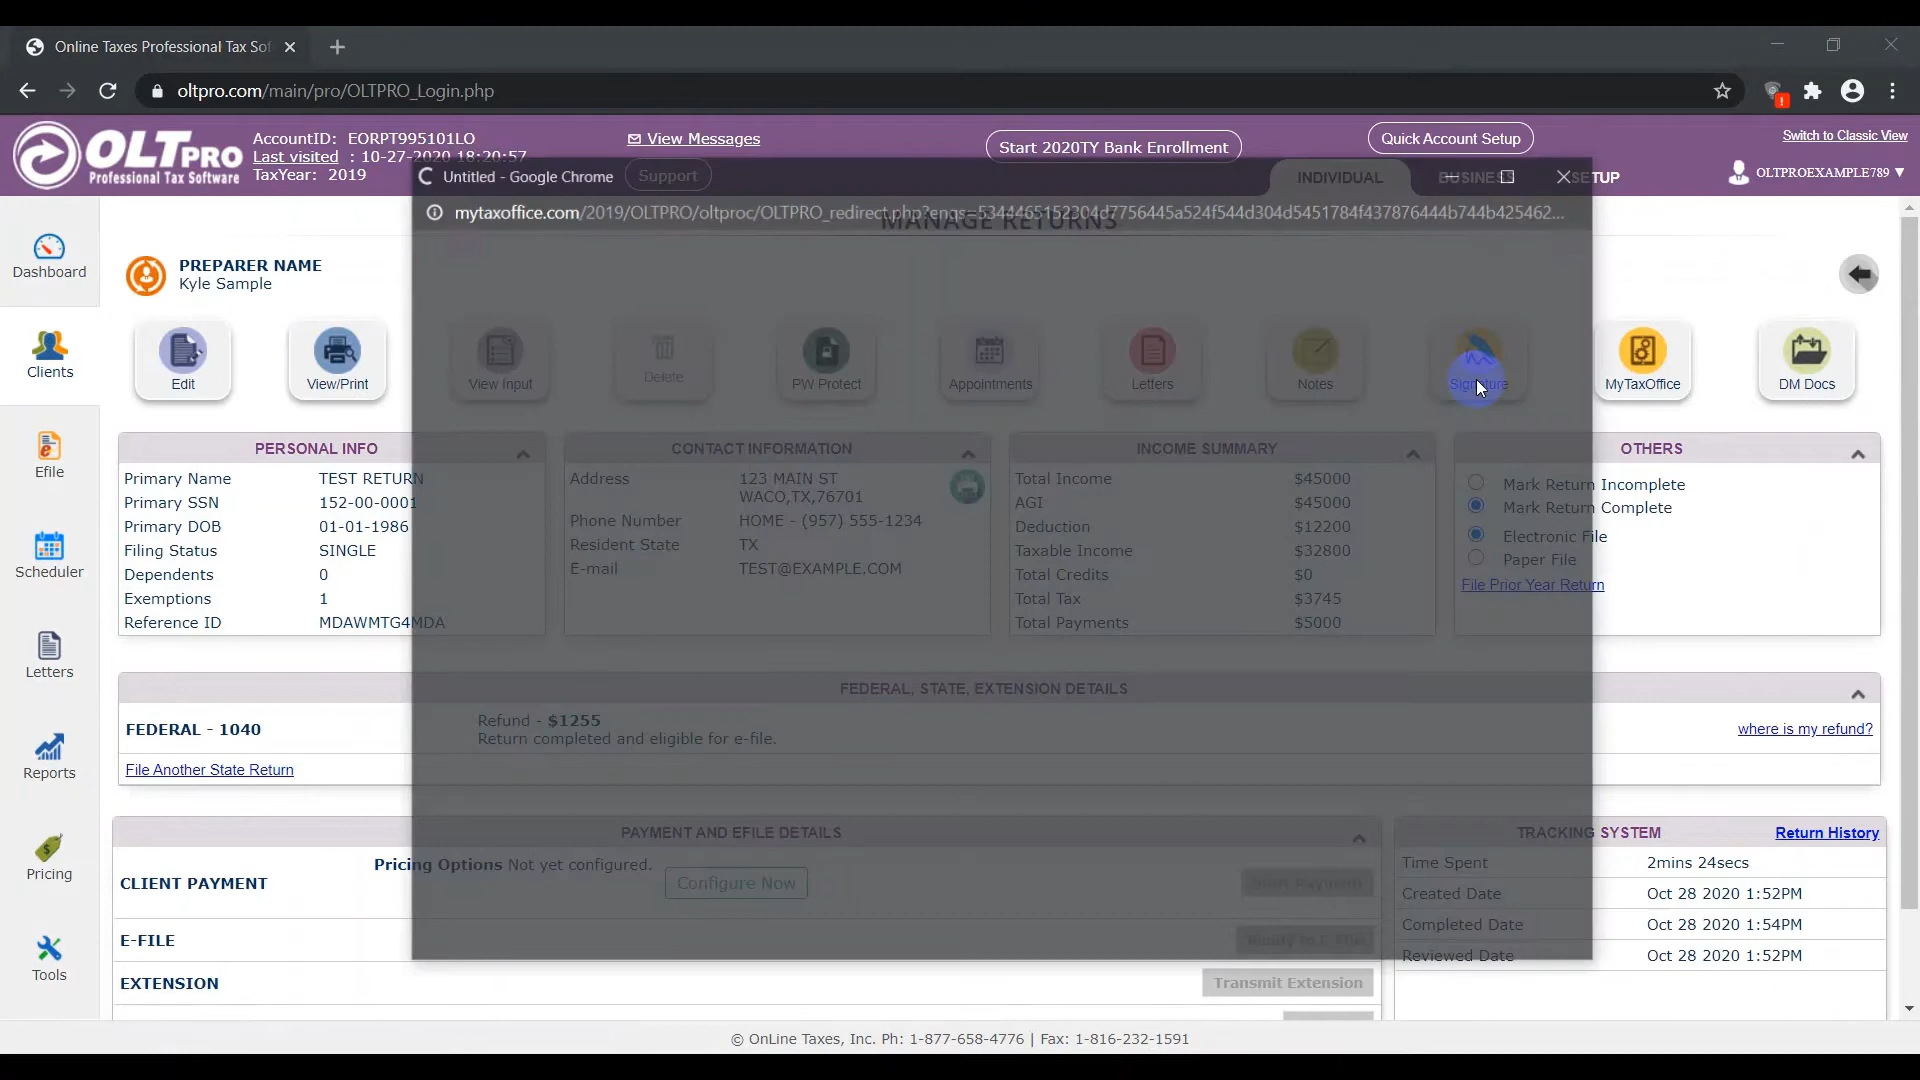 Online Taxes Professional Tax Sof
oltpro.com/main/pro/OLTPRO_Login.php
OLTPRO
Professional Tax Software
AccountID: EORPT995101LO
Last visited : 10-27-2020 18:20:57
TaxYear: 2019
View Messages
Support
Start 2020TY Bank Enrollment
Quick Account Setup
Switch to Classic View
OLTPROEXAMPLE789
INDIVIDUAL
BUSINESS
SETUP
Untitled - Google Chrome
mytaxoffice.com/2019/OLTPRO/oltproc/OLTPRO_redirect.php?enqs=5344465152304d7756445a524f544d304d5451784f437876444b744b425462...
MANAGE RETURNS
Dashboard
Clients
Efile
Scheduler
Letters
Reports
Pricing
Tools
PREPARER NAME
Kyle Sample
Edit
View/Print
View Input
Delete
PW Protect
Appointments
Letters
Notes
Signature
MyTaxOffice
DM Docs
PERSONAL INFO
Primary Name TEST RETURN
Primary SSN 152-00-0001
Primary DOB 01-01-1986
Filing Status SINGLE
Dependents 0
Exemptions 1
Reference ID MDAWMTG4MDA
CONTACT INFORMATION
Address 123 MAIN ST
WACO,TX,76701
Phone Number HOME - (957) 555-1234
Resident State TX
E-mail TEST@EXAMPLE.COM
INCOME SUMMARY
Total Income $45000
AGI $45000
Deduction $12200
Taxable Income $32800
Total Credits $0
Total Tax $3745
Total Payments $5000
OTHERS
Mark Return Incomplete
Mark Return Complete
Electronic File
Paper File
File Prior Year Return
FEDERAL, STATE, EXTENSION DETAILS
FEDERAL - 1040
Refund - $1255
Return completed and eligible for e-file.
where is my refund?
File Another State Return
PAYMENT AND EFILE DETAILS
CLIENT PAYMENT
Pricing Options Not yet configured.
Configure Now
E-FILE
EXTENSION
Transmit Extension
TRACKING SYSTEM
Return History
Time Spent 2mins 24secs
Created Date Oct 28 2020 1:52PM
Completed Date Oct 28 2020 1:54PM
Reviewed Date Oct 28 2020 1:52PM
© OnLine Taxes, Inc. Ph: 1-877-658-4776 | Fax: 1-816-232-1591